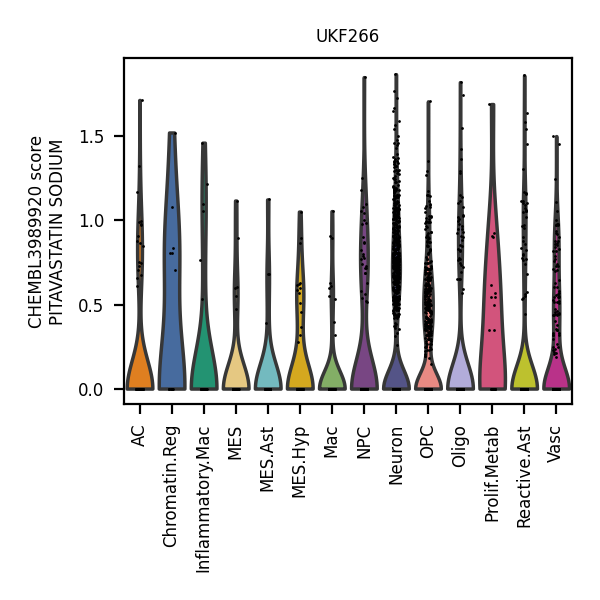 UKF266
CHEMBL3989920 score
PITAVASTATIN SODIUM
1.5
1.0
0.5
0.0
AC
Chromatin.Reg
Inflammatory.Mac
MES
MES.Ast
MES.Hyp
Mac
NPC
Neuron
OPC
Oligo
Prolif.Metab
Reactive.Ast
Vasc